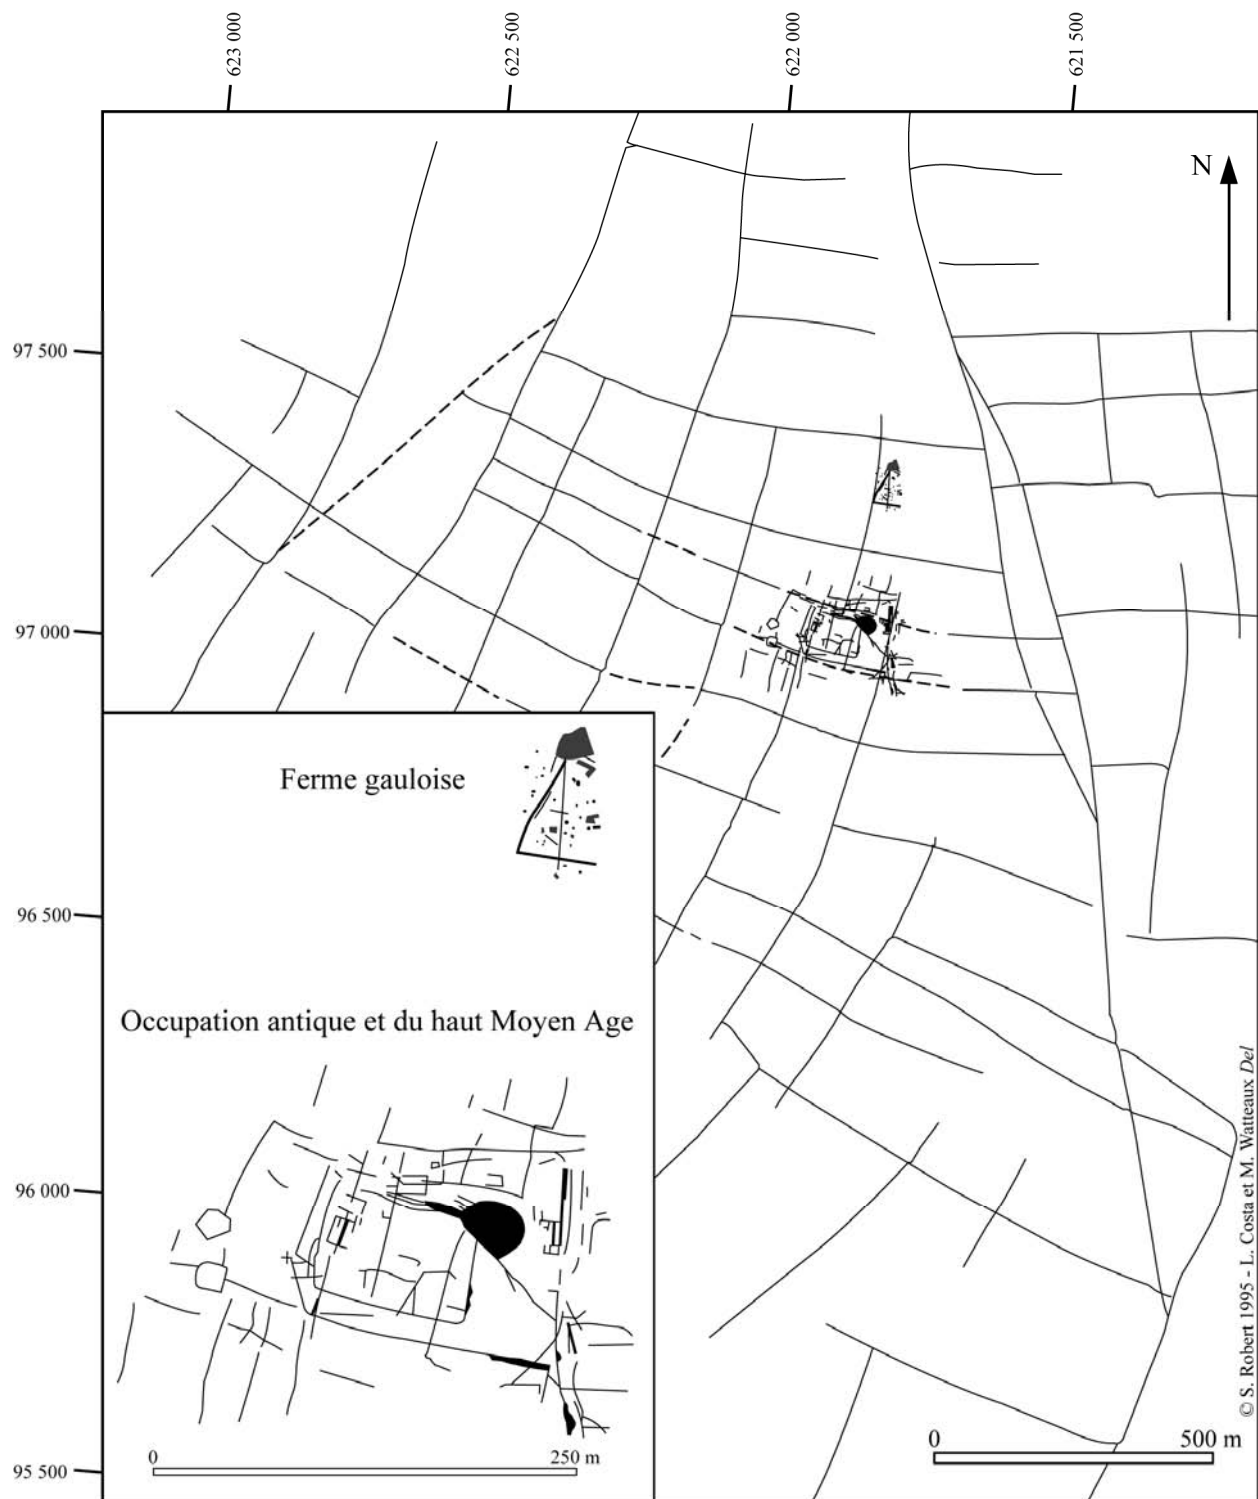 623 000
622 500
622 000
621 500
N
97 500
97 000
96 500
96 000
95 500
Ferme gauloise
Occupation antique et du haut Moyen Age
0
250 m
0
500 m
© S. Robert 1995 - L. Costa et M. Watteaux Del